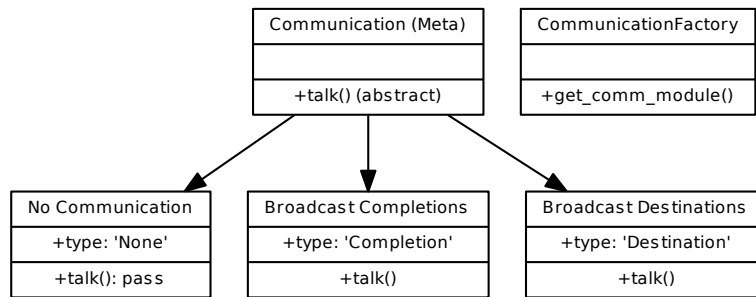 Communication (Meta)
+talk() (abstract)
CommunicationFactory
+get_comm_module()
No Communication
+type: 'None'
+talk(): pass
Broadcast Completions
+type: 'Completion'
+talk()
Broadcast Destinations
+type: 'Destination'
+talk()